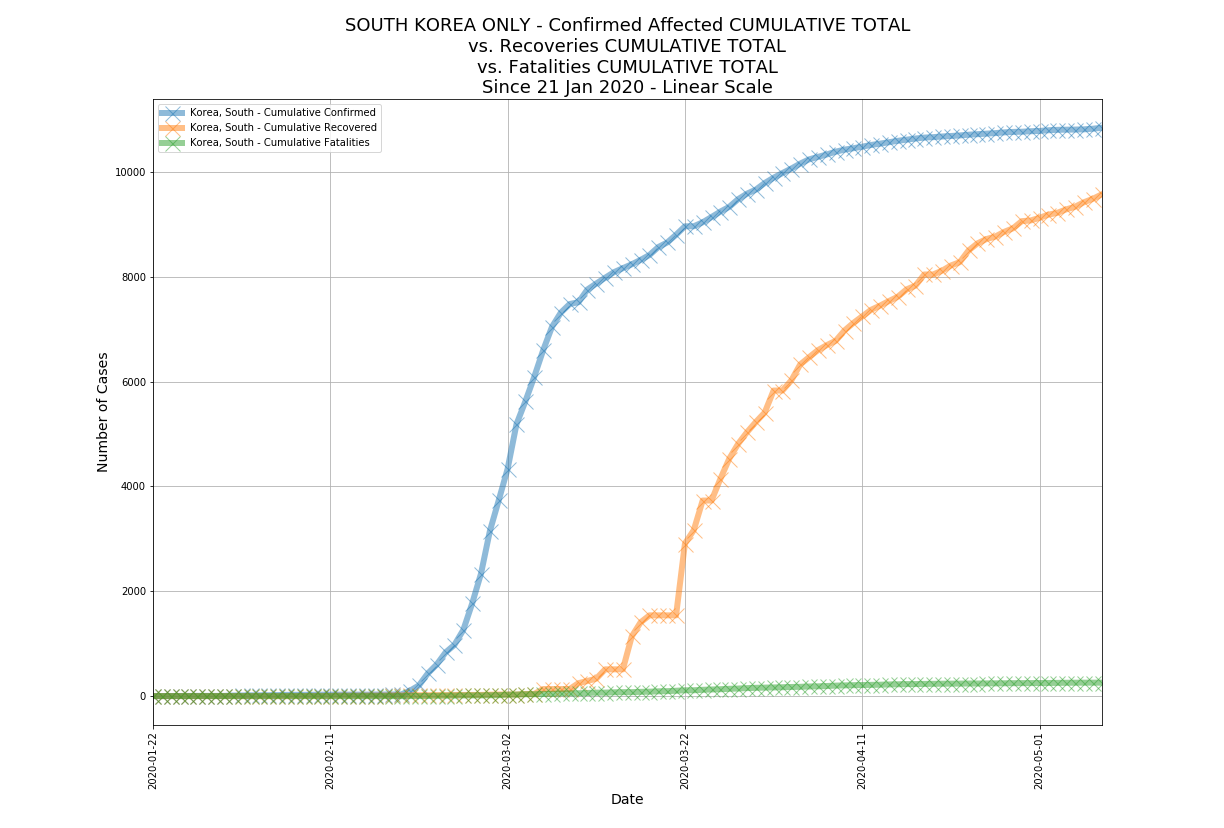 SOUTH KOREA ONLY - Confirmed Affected CUMULATIVE TOTAL
vs. Recoveries CUMULATIVE TOTAL
vs. Fatalities CUMULATIVE TOTAL
Since 21 Jan 2020 - Linear Scale
Korea, South - Cumulative Confirmed
Korea, South - Cumulative Recovered
Korea, South - Cumulative Fatalities
Number of Cases
10000
8000
6000
4000
2000
0
2020-01-22
2020-02-11
2020-03-02
2020-03-22
2020-04-11
2020-05-01
Date